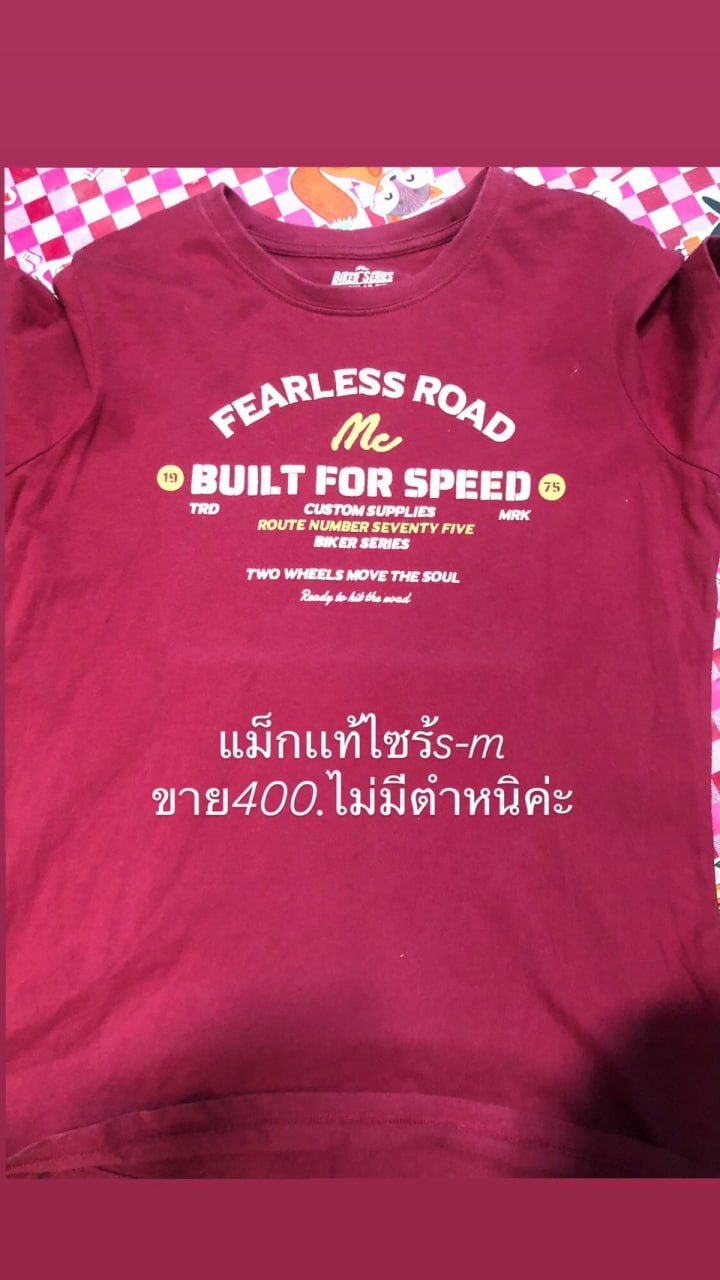 BIKER SERIES
FEARLESS ROAD
Mc
19 BUILT FOR SPEED 75
TRD CUSTOM SUPPLIES MRK
ROUTE NUMBER SEVENTY FIVE
BIKER SERIES
TWO WHEELS MOVE THE SOUL
Ready to hit the road
แม็กแท้ไซร้s-m
ขาย400.ไม่มีตำหนิค่ะ